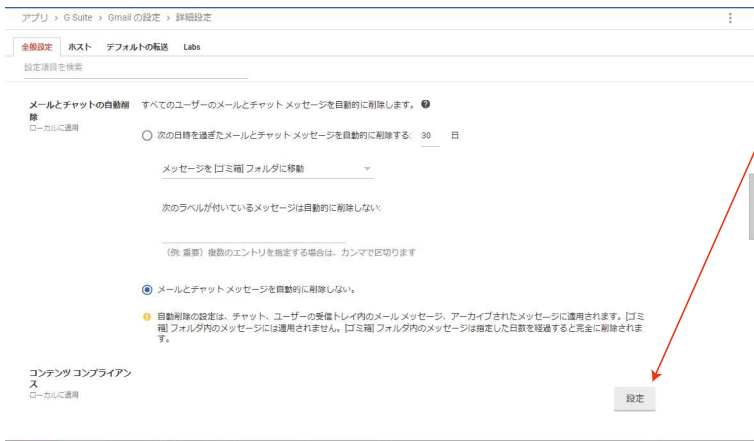 アプリ > G Suite > Gmail の設定 > 詳細設定
全般設定 ホスト デフォルトの転送 Labs
設定項目を検索
メールとチャットの自動削
除
ローカルに適用
すべてのユーザーのメールとチャット メッセージを自動的に削除します。
次の日時を過ぎたメールとチャット メッセージを自動的に削除する: 30 日
メッセージを [ゴミ箱] フォルダに移動
次のラベルが付いているメッセージは自動的に削除しない:
（例: 重要）複数のエントリを指定する場合は、カンマで区切ります
メールとチャット メッセージを自動的に削除しない。
自動削除の設定は、チャット、ユーザーの受信トレイ内のメール メッセージ、アーカイブされたメッセージに適用されます。[ゴミ
箱] フォルダ内のメッセージには適用されません。[ゴミ箱] フォルダ内のメッセージは指定した日数を経過すると完全に削除されま
す。
コンテンツ コンプライアン
ス
ローカルに適用
設定